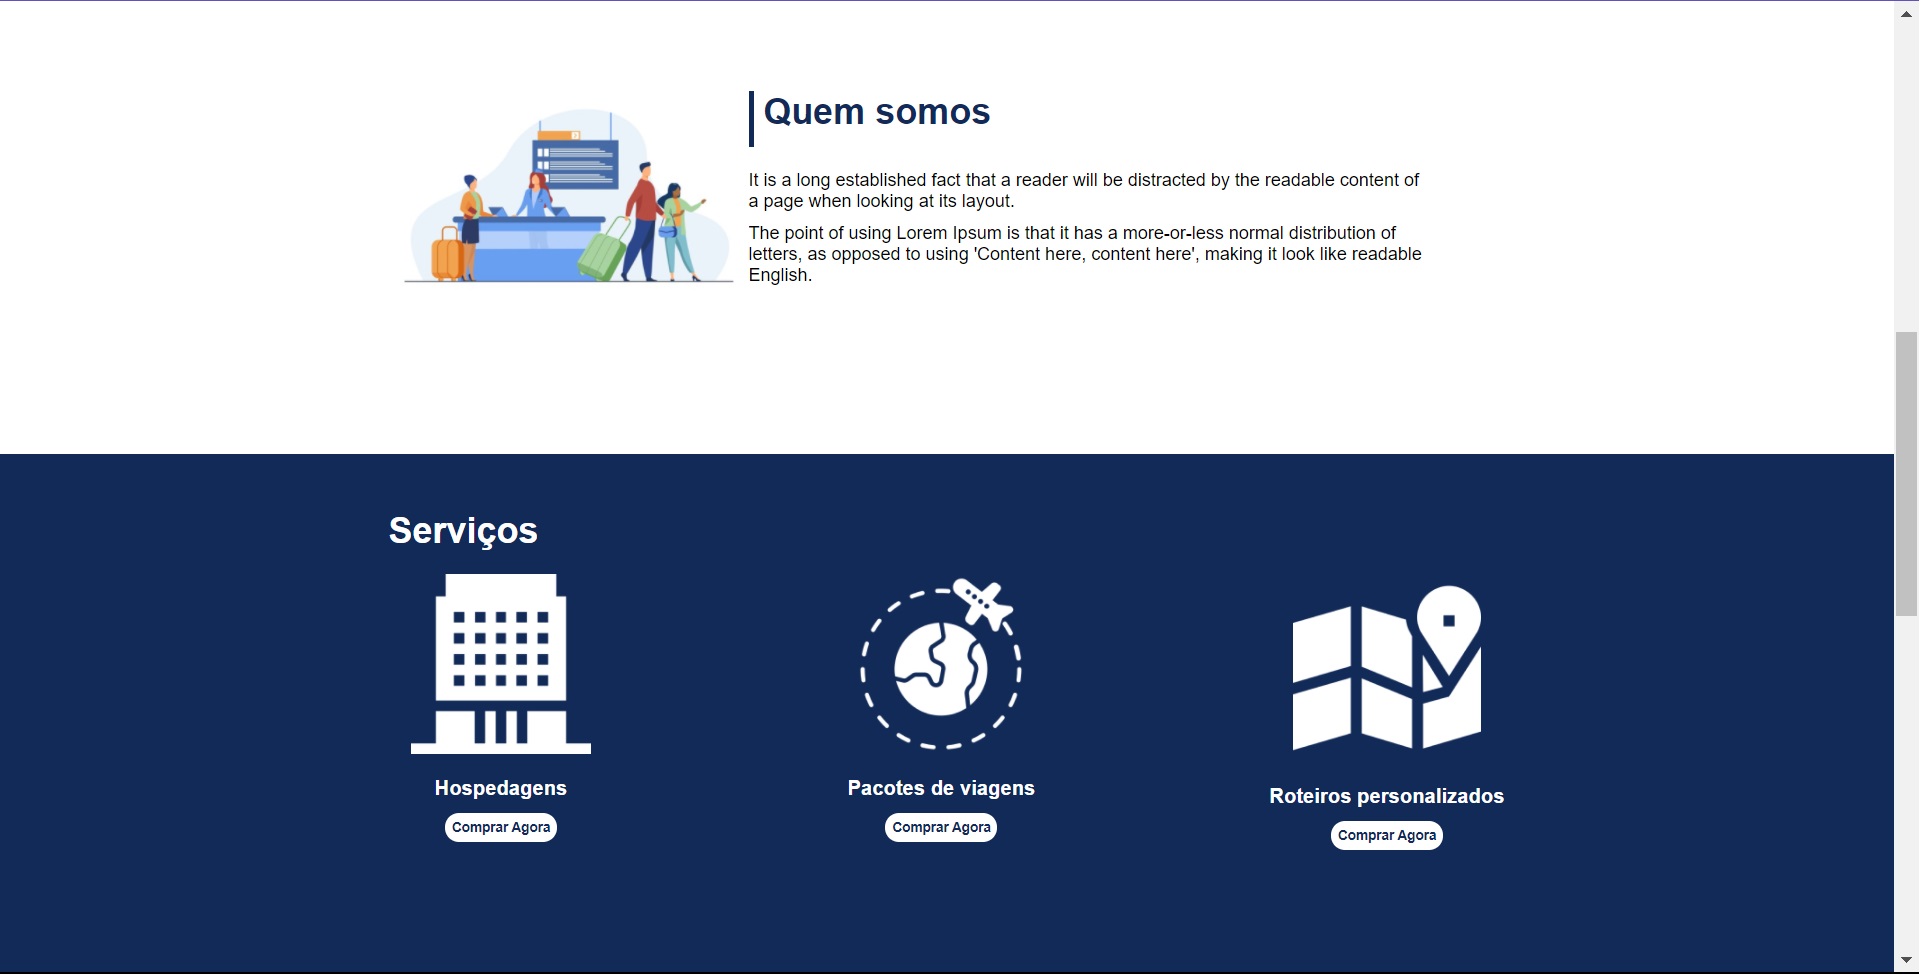 Quem somos
It is a long established fact that a reader will be distracted by the readable content of
a page when looking at its layout.
The point of using Lorem Ipsum is that it has a more-or-less normal distribution of
letters, as opposed to using 'Content here, content here', making it look like readable
English.
Serviços
Hospedagens
Comprar Agora
Pacotes de viagens
Comprar Agora
Roteiros personalizados
Comprar Agora